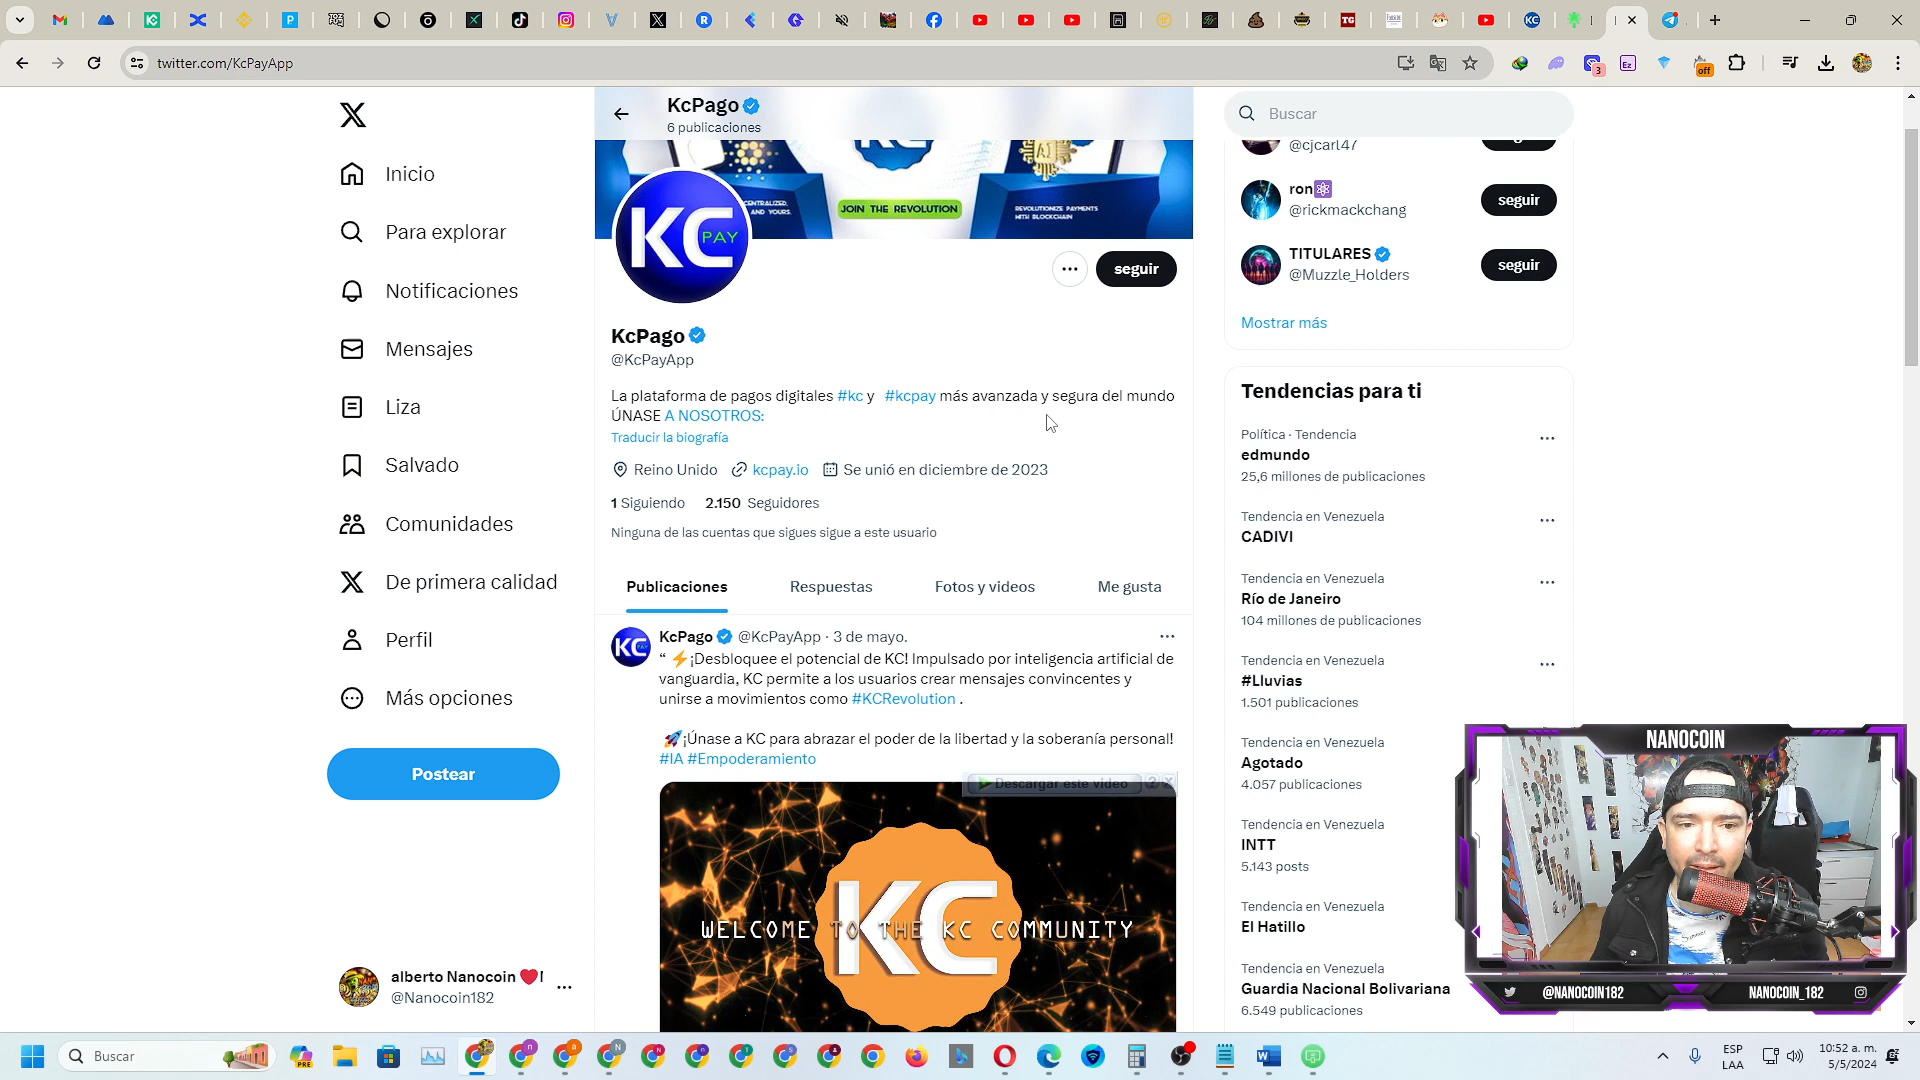 twitter.com/KcPayApp
off
3
Ez
KcPago
6 publicaciones
Buscar
Inicio
Para explorar
Notificaciones
Mensajes
Liza
Salvado
Comunidades
De primera calidad
Perfil
Más opciones
Postear
alberto Nanocoin
@Nanocoin182
JOIN THE REVOLUTION
REVOLUTIONIZE PAYMENTS
WITH BLOCKCHAIN
KC PAY
seguir
KcPago
@KcPayApp
La plataforma de pagos digitales #kc y #kcpay más avanzada y segura del mundo
ÚNASE A NOSOTROS:
Traducir la biografía
Reino Unido kcpay.io Se unió en diciembre de 2023
1 Siguiendo 2.150 Seguidores
Ninguna de las cuentas que sigues sigue a este usuario
Publicaciones Respuestas Fotos y videos Me gusta
KcPago @KcPayApp · 3 de mayo.
“ ⚡¡Desbloquee el potencial de KC! Impulsado por inteligencia artificial de
vanguardia, KC permite a los usuarios crear mensajes convincentes y
unirse a movimientos como #KCRevolution .
🚀¡Únase a KC para abrazar el poder de la libertad y la soberanía personal!
#IA #Empoderamiento
Descargar este video
KC
WELCOME TO THE KC COMMUNITY
@cjcarl47
ron
@rickmackchang
seguir
TITULARES
@Muzzle_Holders
seguir
Mostrar más
Tendencias para ti
Política · Tendencia
edmundo
25,6 millones de publicaciones
Tendencia en Venezuela
CADIVI
Tendencia en Venezuela
Río de Janeiro
104 millones de publicaciones
Tendencia en Venezuela
#Lluvias
1.501 publicaciones
Tendencia en Venezuela
Agotado
4.057 publicaciones
Tendencia en Venezuela
INTT
5.143 posts
Tendencia en Venezuela
El Hatillo
Tendencia en Venezuela
Guardia Nacional Bolivariana
6.549 publicaciones
NANOCOIN
@NANOCOIN182 NANOCOIN_182
Buscar
ESP
LAA
10:52 a. m.
5/5/2024